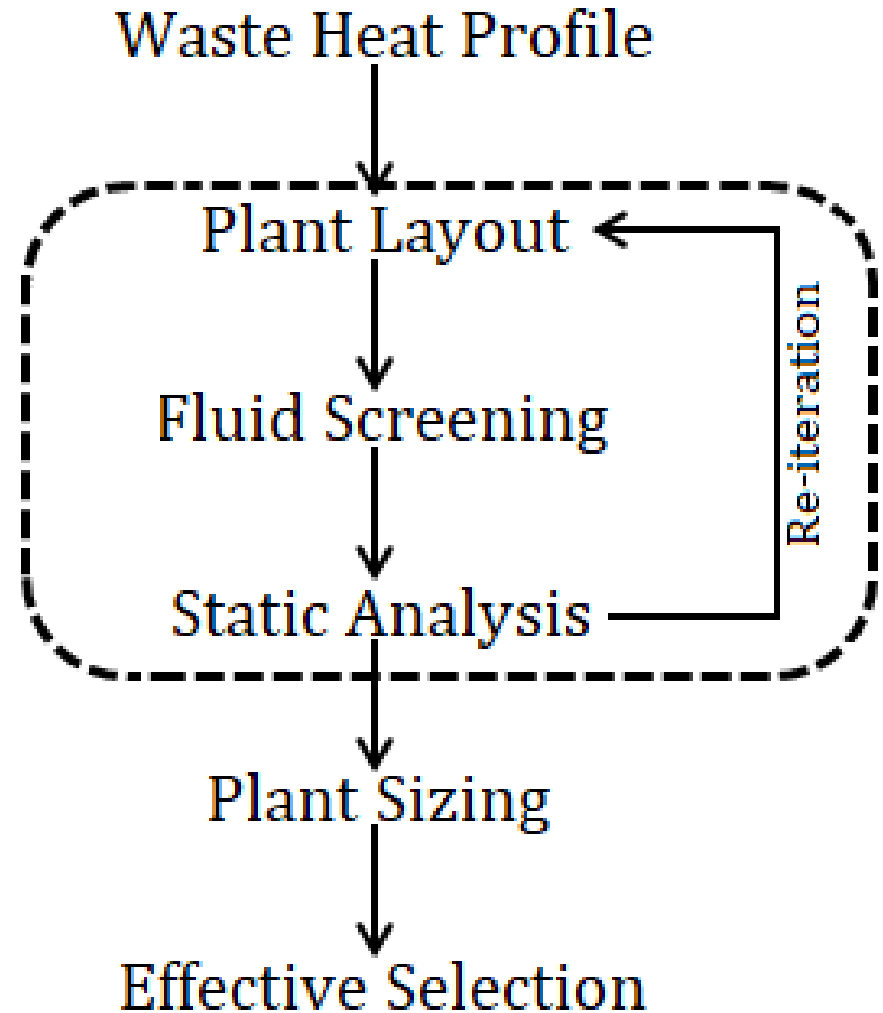 Waste Heat Profile
Plant Layout
Fluid Screening
Re-iteration
Static Analysis
Plant Sizing
Effective Selection